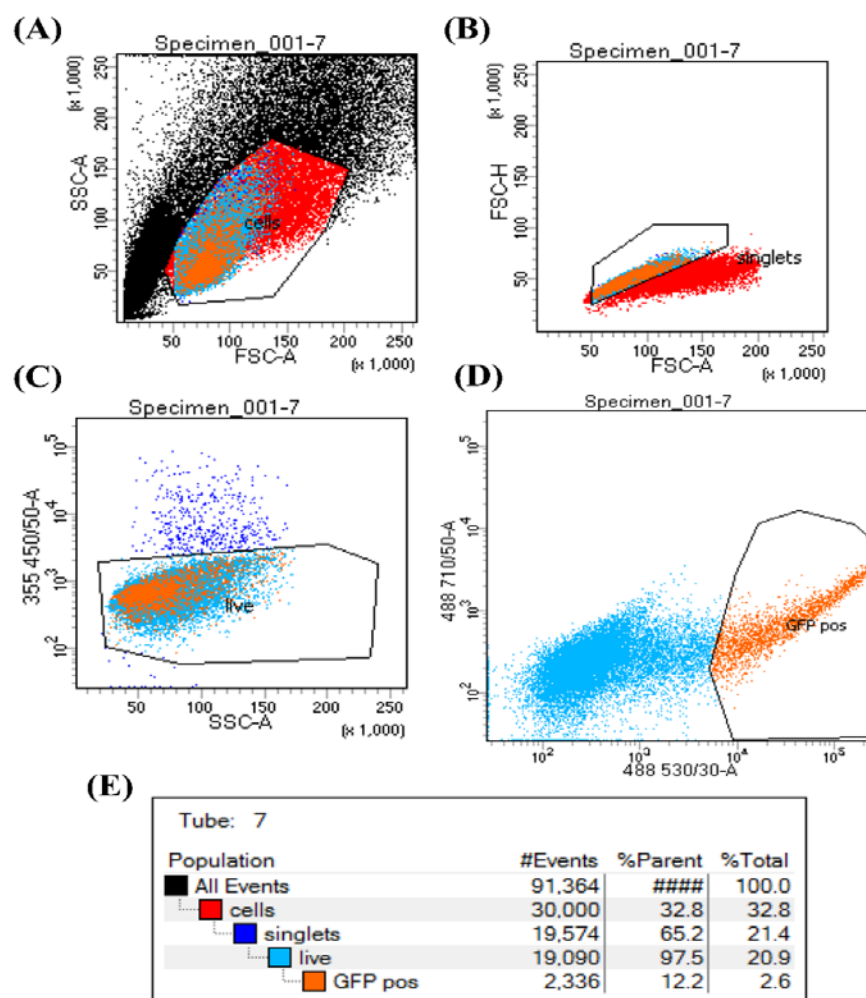 (A)
Specimen_001-7
(x 1,000)
SSC-A
250
200
150
100
50
cells
50 100 150 200 250
FSC-A
(x 1,000)
(B)
Specimen_001-7
(x 1,000)
FSC-H
250
200
150
100
50
singlets
50 100 150 200 250
FSC-A
(x 1,000)
(C)
Specimen_001-7
355 450/50-A
10^5
10^4
10^3
10^2
live
50 100 150 200 250
SSC-A
(x 1,000)
(D)
Specimen_001-7
488 710/50-A
10^5
10^4
10^3
10^2
GFP pos
10^2 10^3 10^4 10^5
488 530/30-A
(E)
Tube: 7
Population #Events %Parent %Total
All Events 91,364 #### 100.0
cells 30,000 32.8 32.8
singlets 19,574 65.2 21.4
live 19,090 97.5 20.9
GFP pos 2,336 12.2 2.6